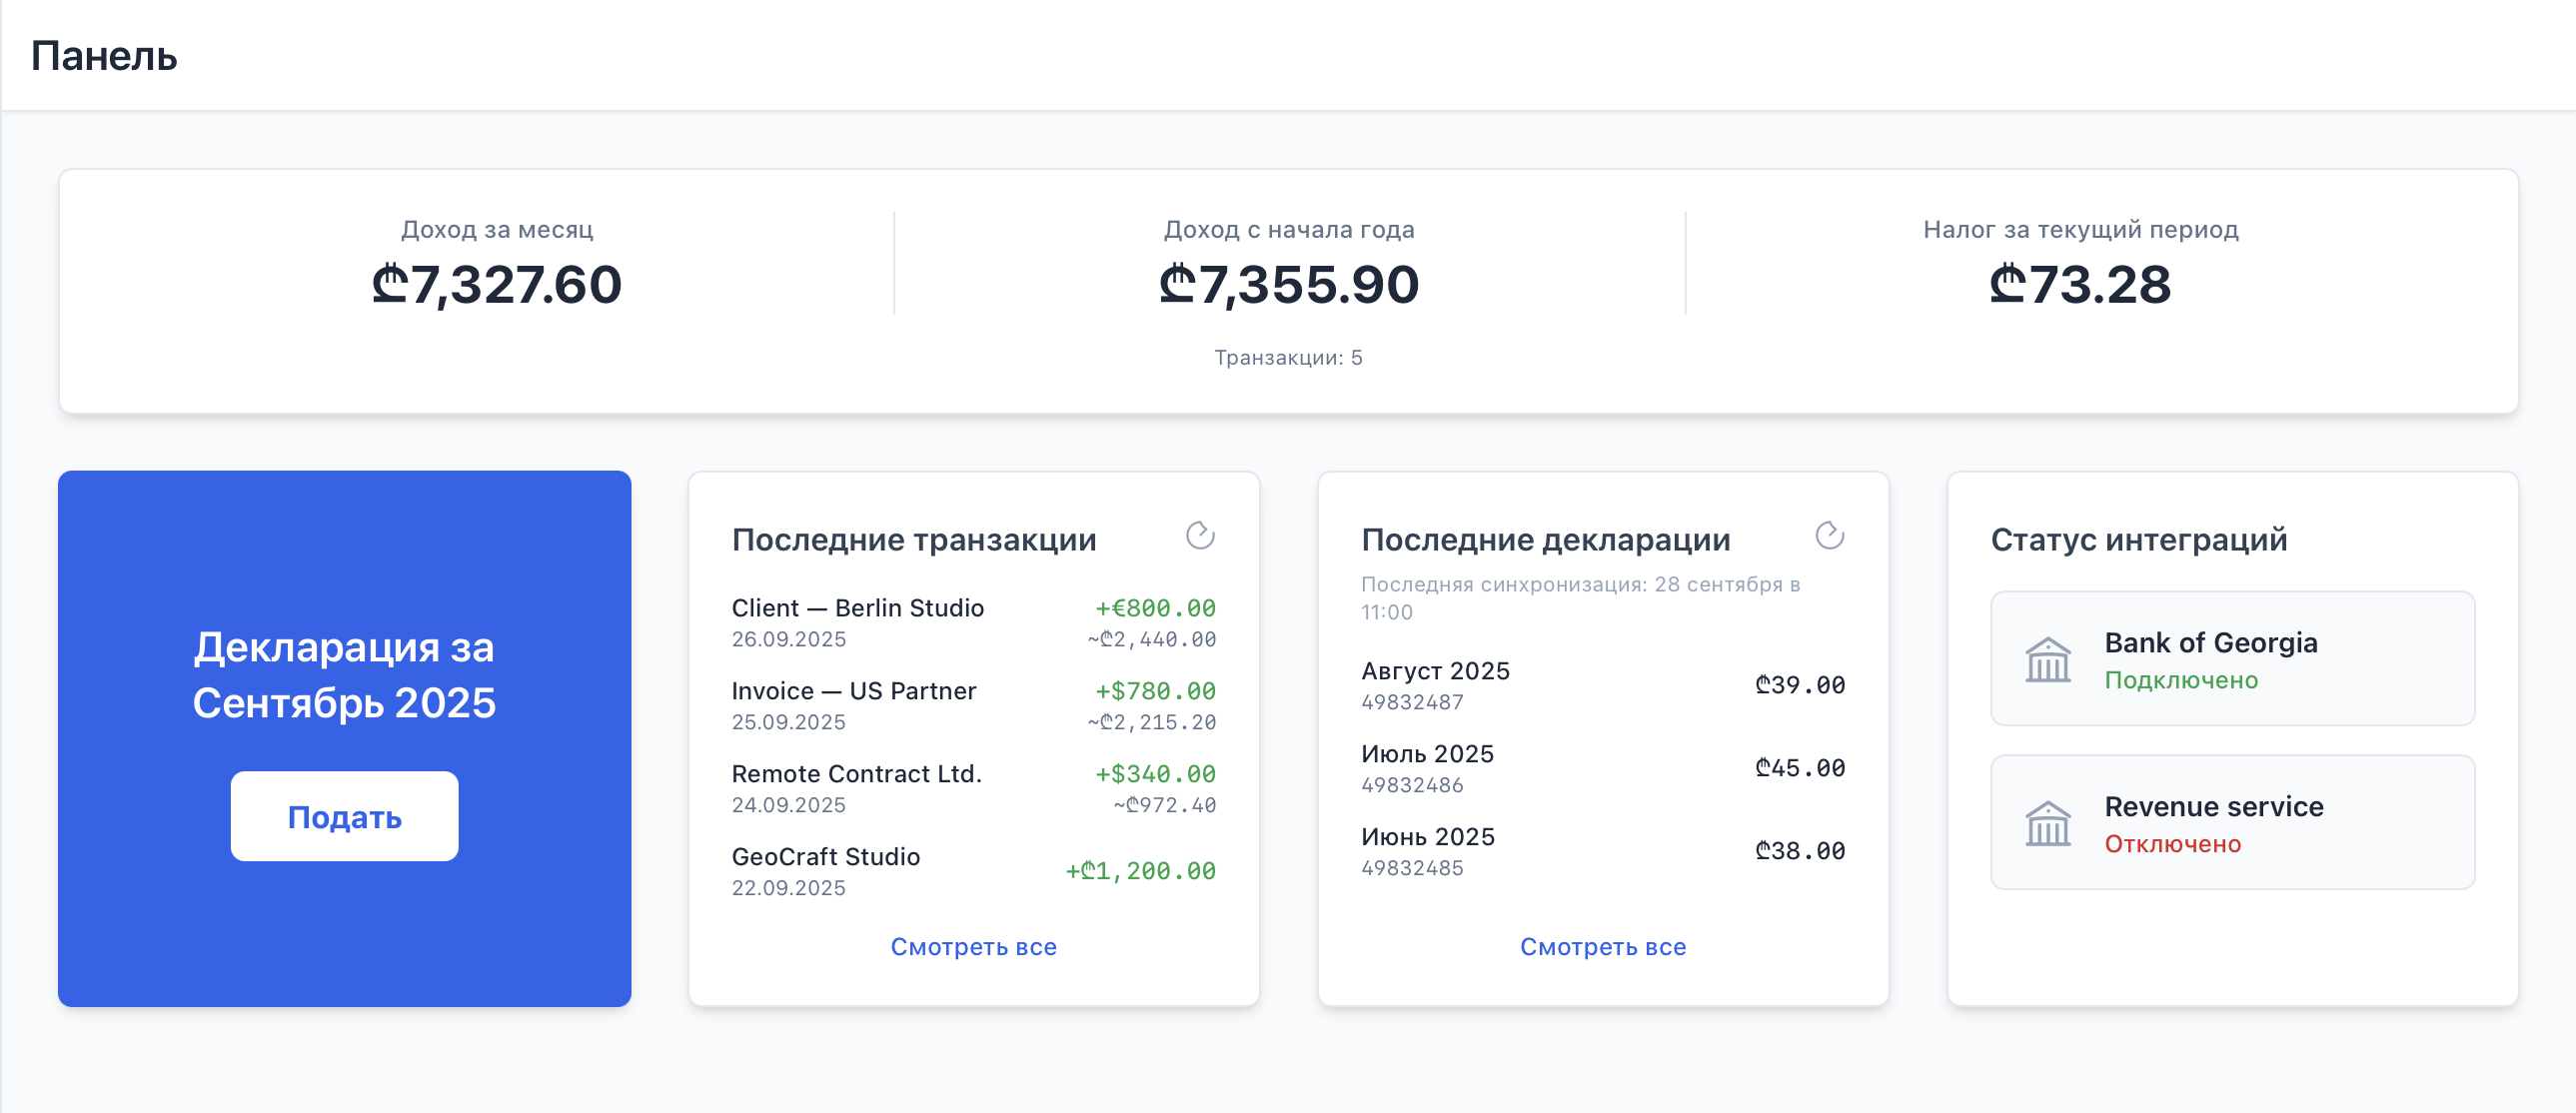 Панель
Доход за месяц
₾7,327.60
Доход с начала года
₾7,355.90
Транзакции: 5
Налог за текущий период
₾73.28
Декларация за
Сентябрь 2025
Подать
Последние транзакции
Client — Berlin Studio
+€800.00
26.09.2025
~₾2,440.00
Invoice — US Partner
+$780.00
25.09.2025
~₾2,215.20
Remote Contract Ltd.
+$340.00
24.09.2025
~₾972.40
GeoCraft Studio
22.09.2025
+₾1,200.00
Смотреть все
Последние декларации
Последняя синхронизация: 28 сентября в
11:00
Август 2025
49832487
₾39.00
Июль 2025
49832486
₾45.00
Июнь 2025
49832485
₾38.00
Смотреть все
Статус интеграций
Bank of Georgia
Подключено
Revenue service
Отключено